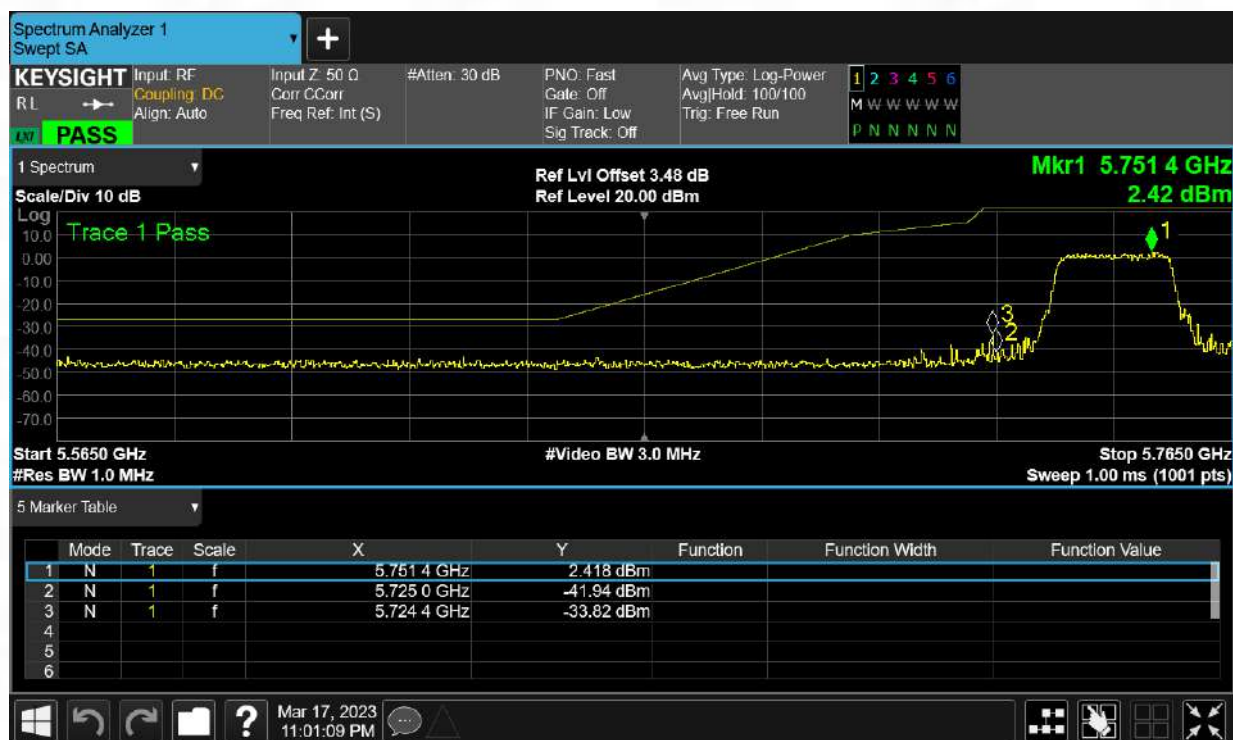 Spectrum Analyzer 1
Swept SA
+
KEYSIGHT Input: RF Input Z: 50 Ω #Atten: 30 dB PNO: Fast Avg Type: Log-Power 1 2 3 4 5 6
RL Coupling: DC Corr CCorr Gate: Off Avg|Hold: 100/100 M W W W W W
Align: Auto Freq Ref: Int (S) IF Gain: Low Trig: Free Run
LXI PASS Sig Track: Off P N N N N N
1 Spectrum Ref Lvl Offset 3.48 dB Mkr1 5.751 4 GHz
Scale/Div 10 dB Ref Level 20.00 dBm 2.42 dBm
Log
Trace 1 Pass
10.0
0.00
-10.0
-20.0
-30.0
-40.0
-50.0
-60.0
-70.0
1
3
2
Start 5.5650 GHz #Video BW 3.0 MHz Stop 5.7650 GHz
#Res BW 1.0 MHz Sweep 1.00 ms (1001 pts)
5 Marker Table
Mode Trace Scale X Y Function Function Width Function Value
1 N 1 f 5.751 4 GHz 2.418 dBm
2 N 1 f 5.725 0 GHz -41.94 dBm
3 N 1 f 5.724 4 GHz -33.82 dBm
4
5
6
? Mar 17, 2023
11:01:09 PM